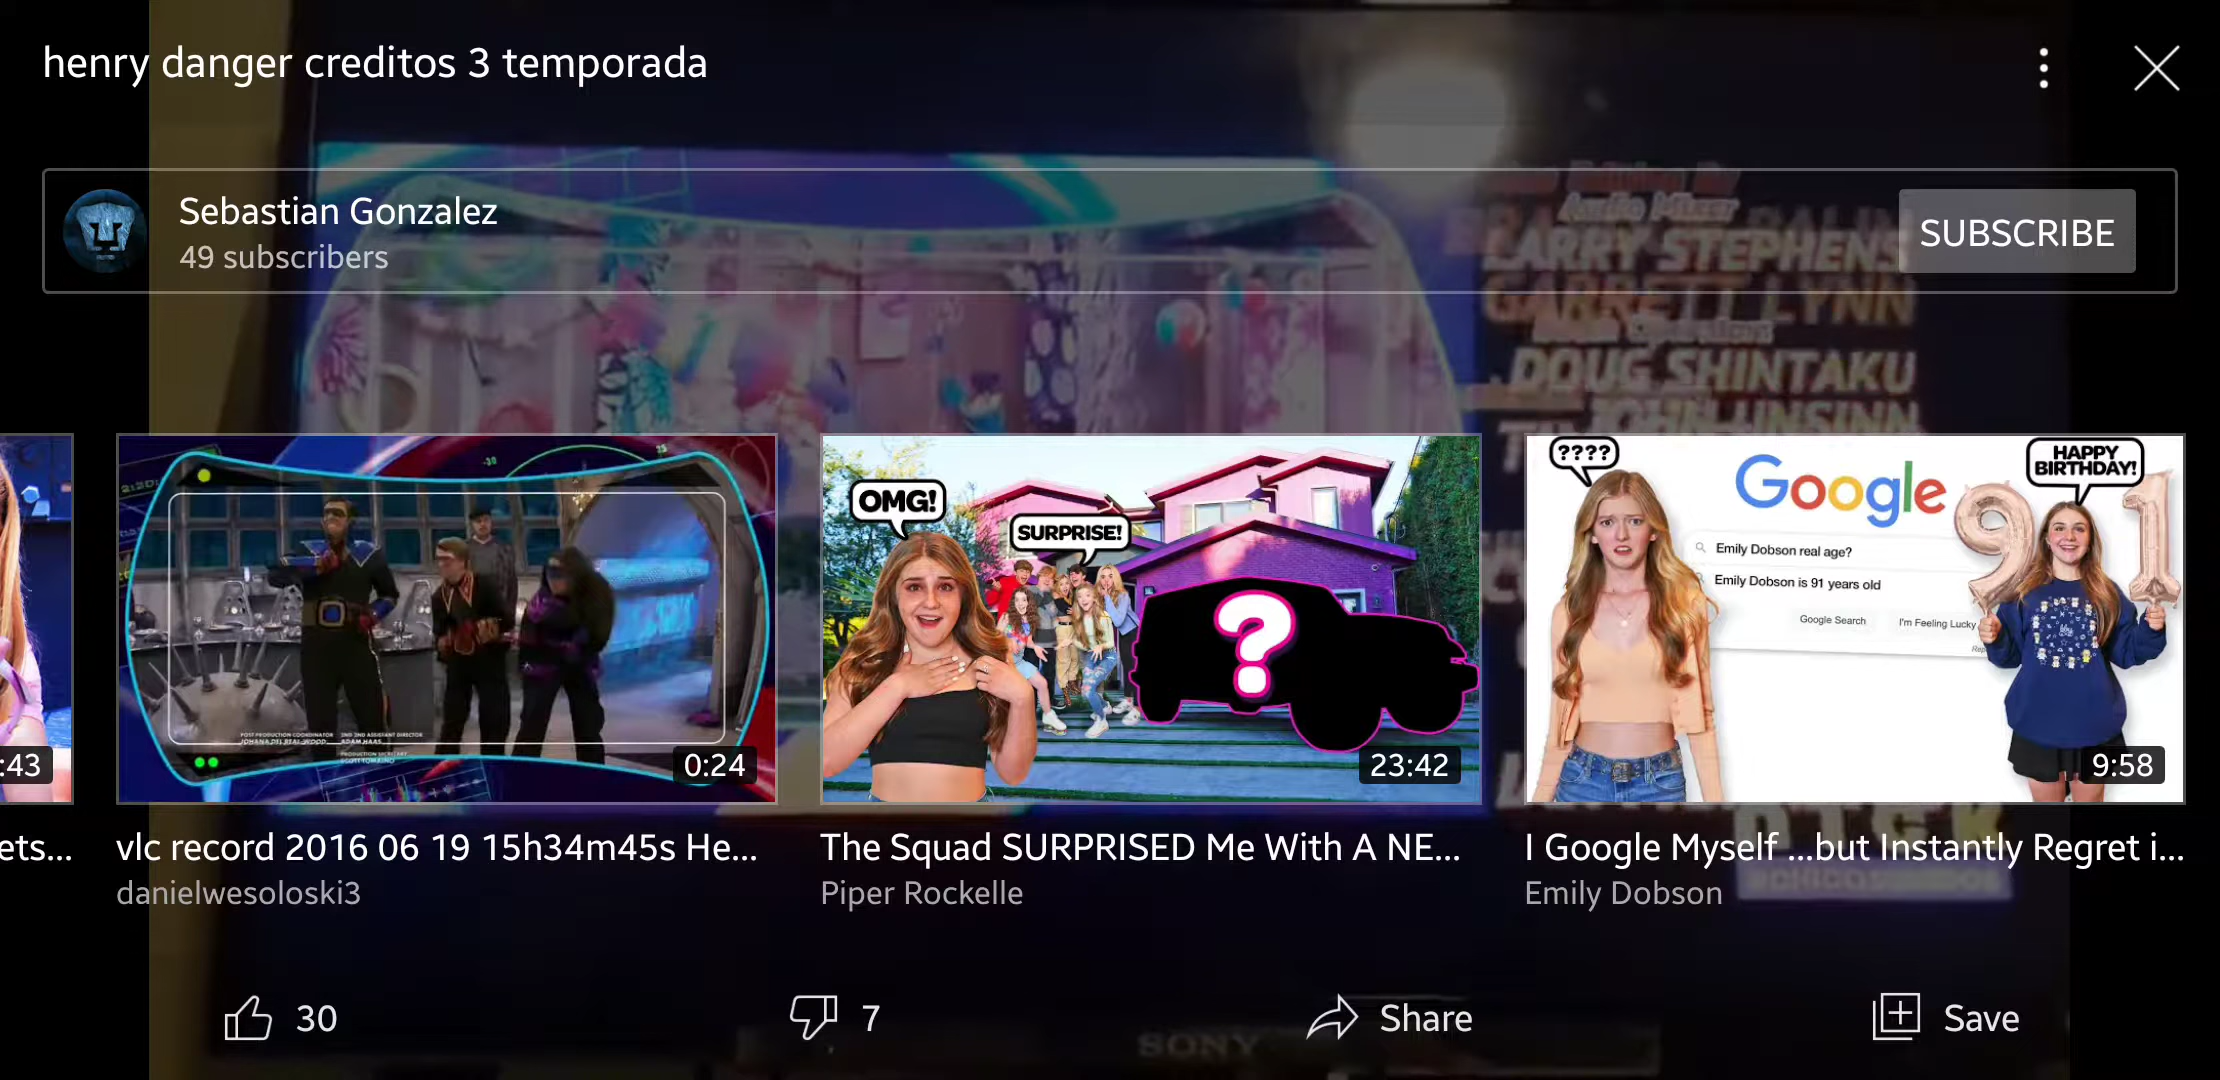 henry danger creditos 3 temporada
Sebastian Gonzalez
49 subscribers
SUBSCRIBE
Audio Mixer
LARRY STEPHENS
GARRETT LYNN
DOUG SHINTAKU
:43
0:24
OMG!
SURPRISE!
?
23:42
????
Google
HAPPY
BIRTHDAY!
Emily Dobson real age?
Emily Dobson is 91 years old
Google Search
I'm Feeling Lucky
91
9:58
ets...
vlc record 2016 06 19 15h34m45s He...
danielwesoloski3
The Squad SURPRISED Me With A NE...
Piper Rockelle
I Google Myself ...but Instantly Regret i...
Emily Dobson
30
7
Share
Save
SONY